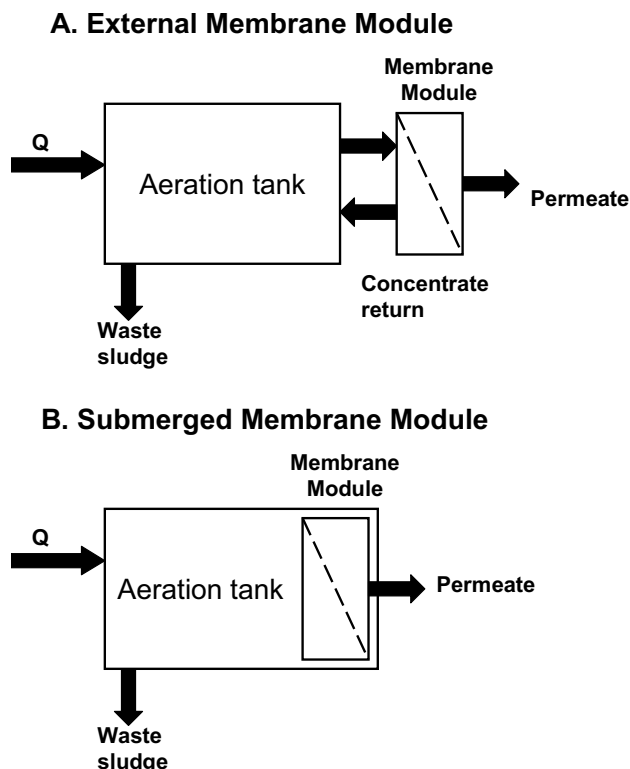 A. External Membrane Module
Membrane
Module
Q
Aeration tank
Permeate
Concentrate
return
Waste
sludge
B. Submerged Membrane Module
Membrane
Module
Q
Aeration tank
Permeate
Waste
sludge